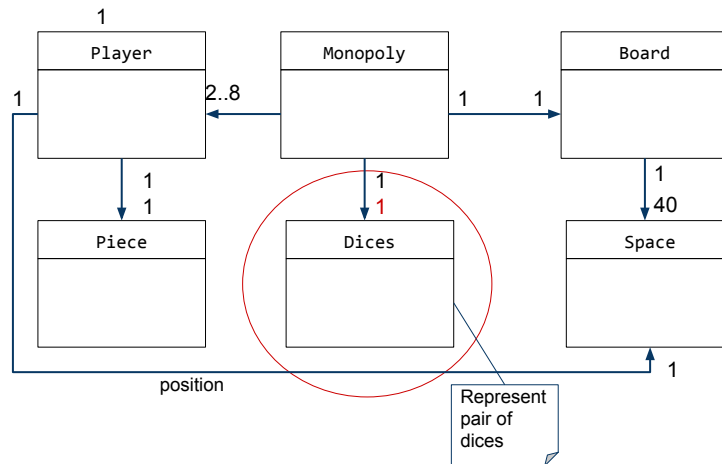 1
Player
Monopoly
Board
1
2..8
1
1
1
1
1
1
1
40
Piece
Dices
Space
position
1
Represent
pair of
dices